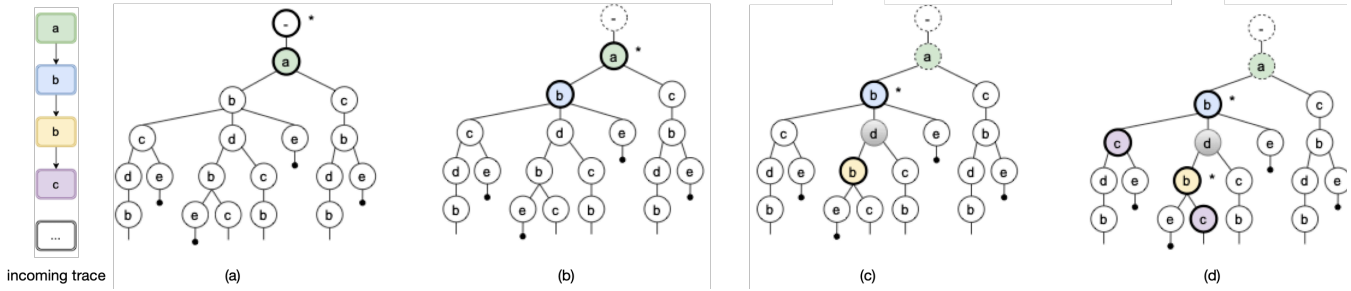 a
b
b
c
...
incoming trace
- *
a
b c
c d e b
d e b c d e
b e c b b
(a)
-
a *
b c
c d e b
d e b c d e
b e c b b
(b)
-
a
b * c
c d e b
d e b c d e
b e c b b
(c)
-
a
b * c
c d e b
d e b * c d e
b e c b b
(d)